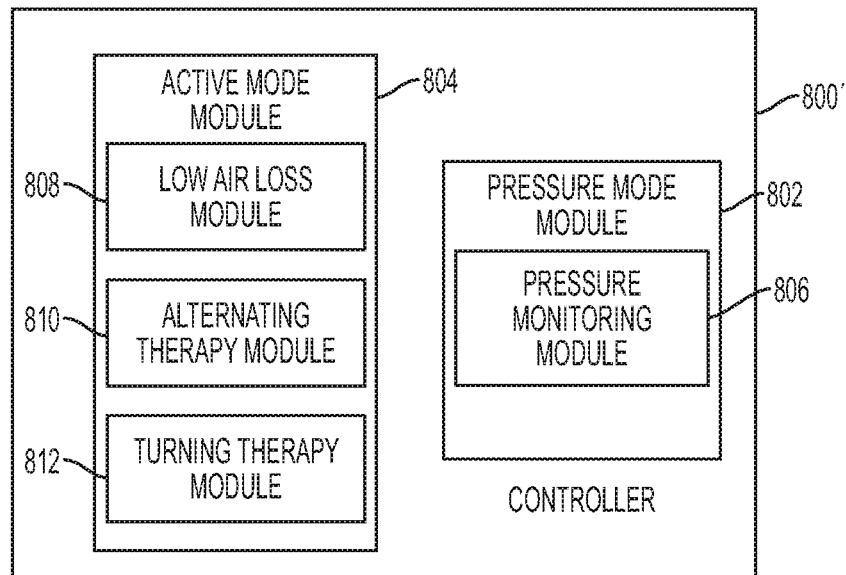 ACTIVE MODE
MODULE
804
800′
808
LOW AIR LOSS
MODULE
PRESSURE MODE
MODULE
802
810
ALTERNATING
THERAPY MODULE
PRESSURE
MONITORING
MODULE
806
812
TURNING THERAPY
MODULE
CONTROLLER